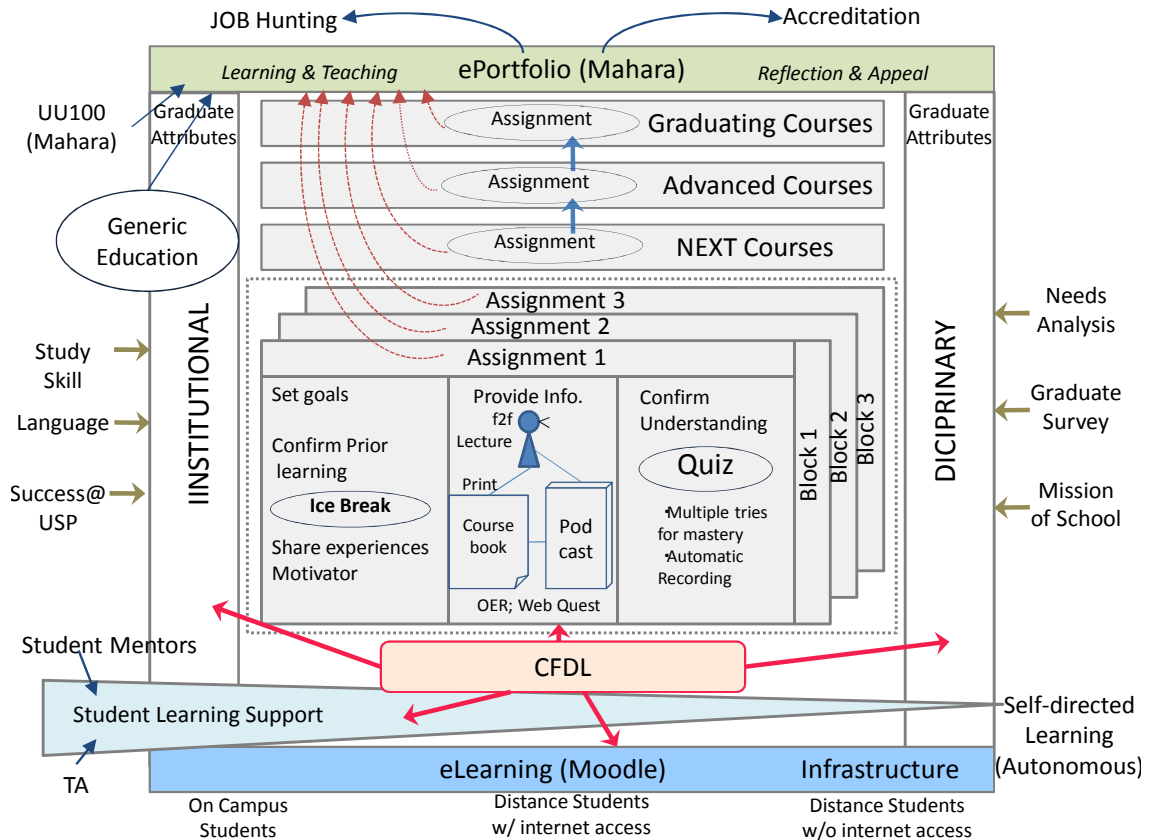 JOB Hunting
Accreditation
Learning & Teaching
ePortfolio (Mahara)
Reflection & Appeal
UU100
(Mahara)
Graduate
Attributes
Assignment
Graduating Courses
Graduate
Attributes
Assignment
Advanced Courses
Generic
Education
Assignment
NEXT Courses
Assignment 3
Assignment 2
Assignment 1
Study
Skill
Language
Success@
USP
IINSTITUTIONAL
Set goals
Confirm Prior
learning
Ice Break
Share experiences
Motivator
Provide Info.
f2f
Lecture
Print
Course
book
Pod
cast
OER; Web Quest
Confirm
Understanding
Quiz
•Multiple tries
for mastery
•Automatic
Recording
Block 1
Block 2
Block 3
DICIPRINARY
Needs
Analysis
Graduate
Survey
Mission
of School
CFDL
Student Mentors
Student Learning Support
TA
Self-directed
Learning
(Autonomous)
eLearning (Moodle)
Infrastructure
On Campus
Students
Distance Students
w/ internet access
Distance Students
w/o internet access